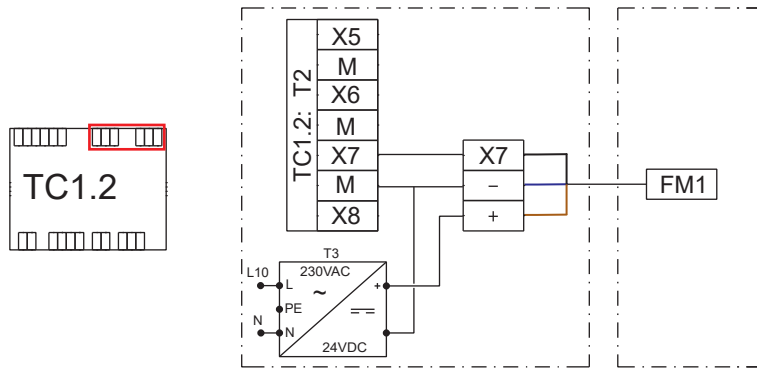 TC1.2
TC1.2: T2
X5
M
X6
M
X7
M
X8
X7
−
+
FM1
T3
230VAC
L10
L
~
+
PE
N
N
24VDC